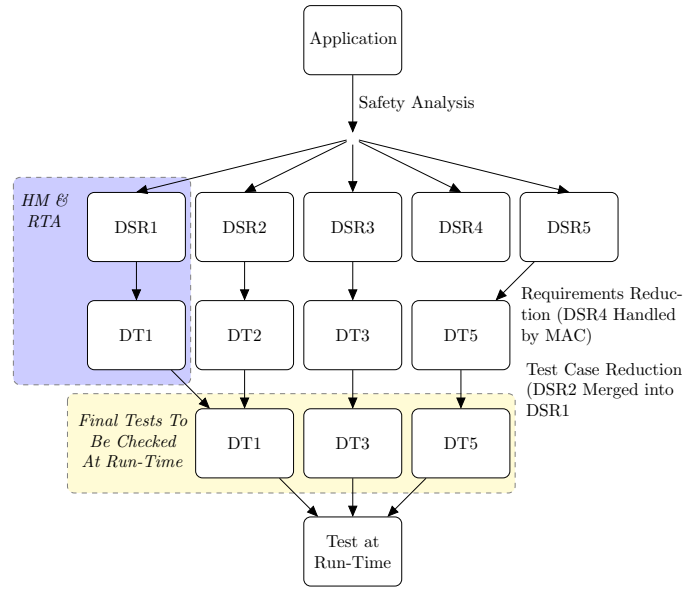 Application
Safety Analysis
HM &
RTA
DSR1
DSR2
DSR3
DSR4
DSR5
DT1
DT2
DT3
DT5
Requirements Reduc-
tion (DSR4 Handled
by MAC)
Test Case Reduction
(DSR2 Merged into
DSR1
Final Tests To
Be Checked
At Run-Time
DT1
DT3
DT5
Test at
Run-Time